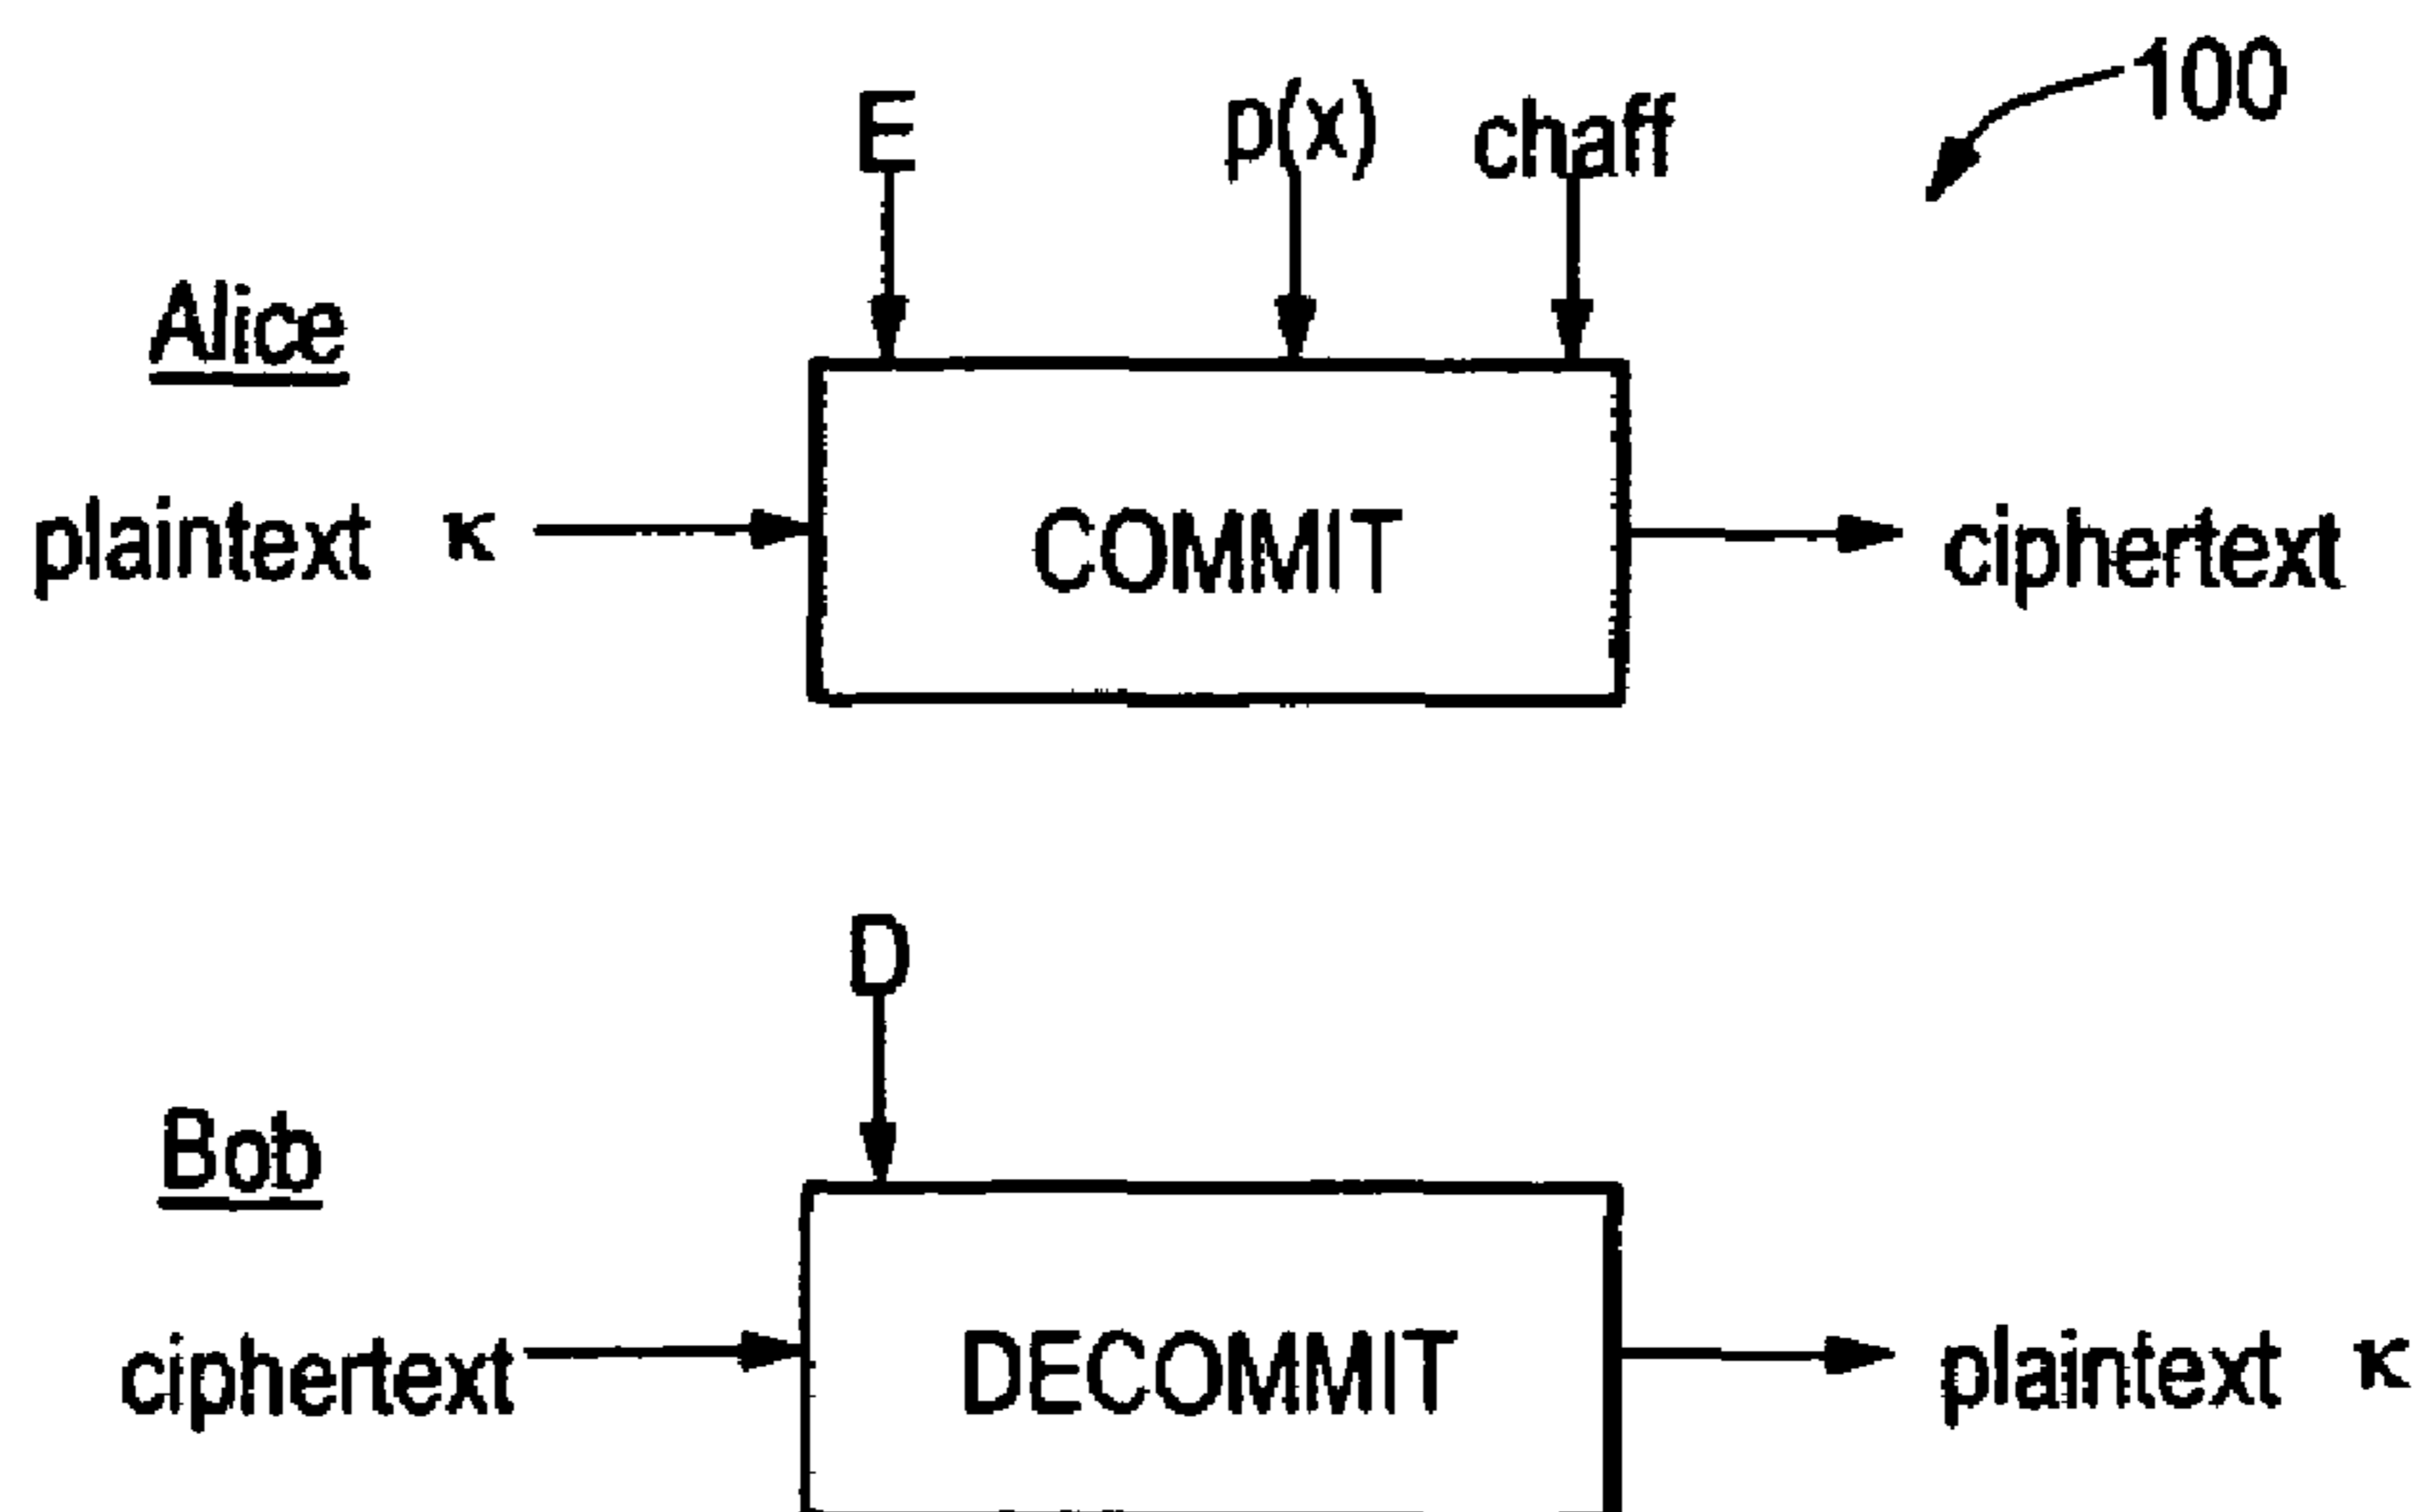 E p(x) chaff 100
Alice
plaintext κ COMMIT ciphertext
D
Bob
ciphertext DECOMMIT plaintext κ